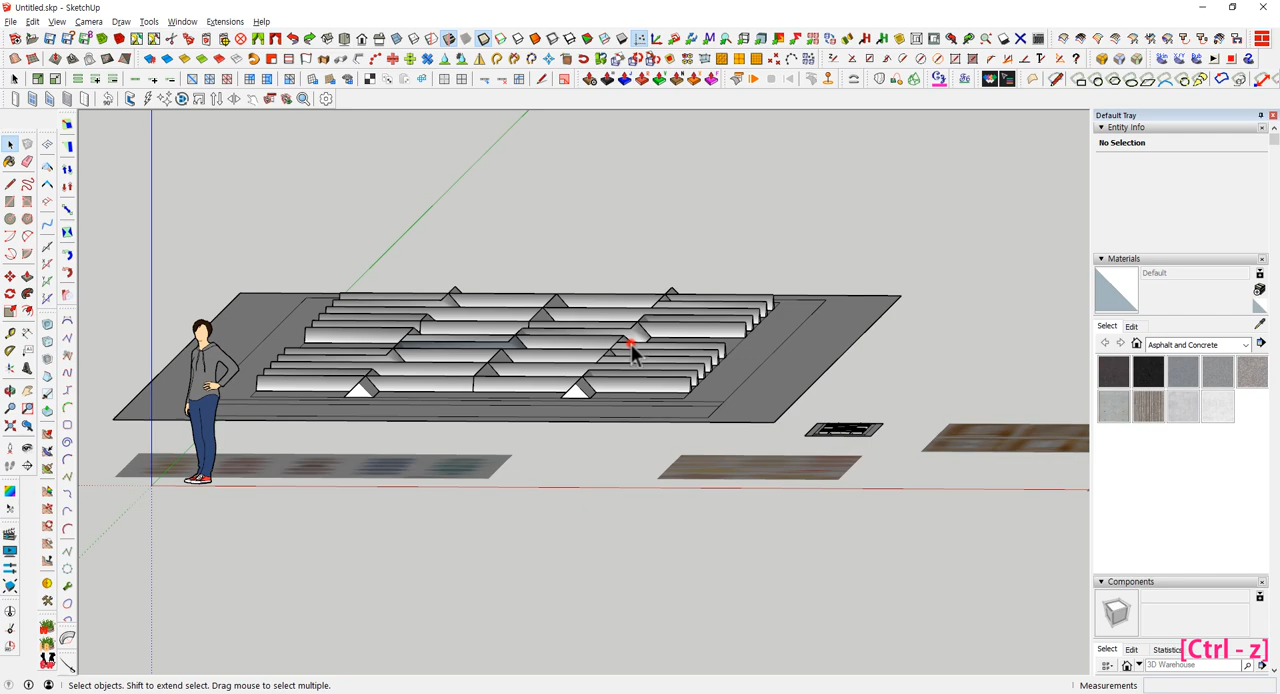 Untitled.skp - SketchUp
File Edit View Camera Draw Tools Window Extensions Help
Default Tray
Entity Info
No Selection
Materials
Default
Select Edit
Asphalt and Concrete
Components
Select Edit Statistics
3D Warehouse
[Ctrl - z]
Select objects. Shift to extend select. Drag mouse to select multiple.
Measurements